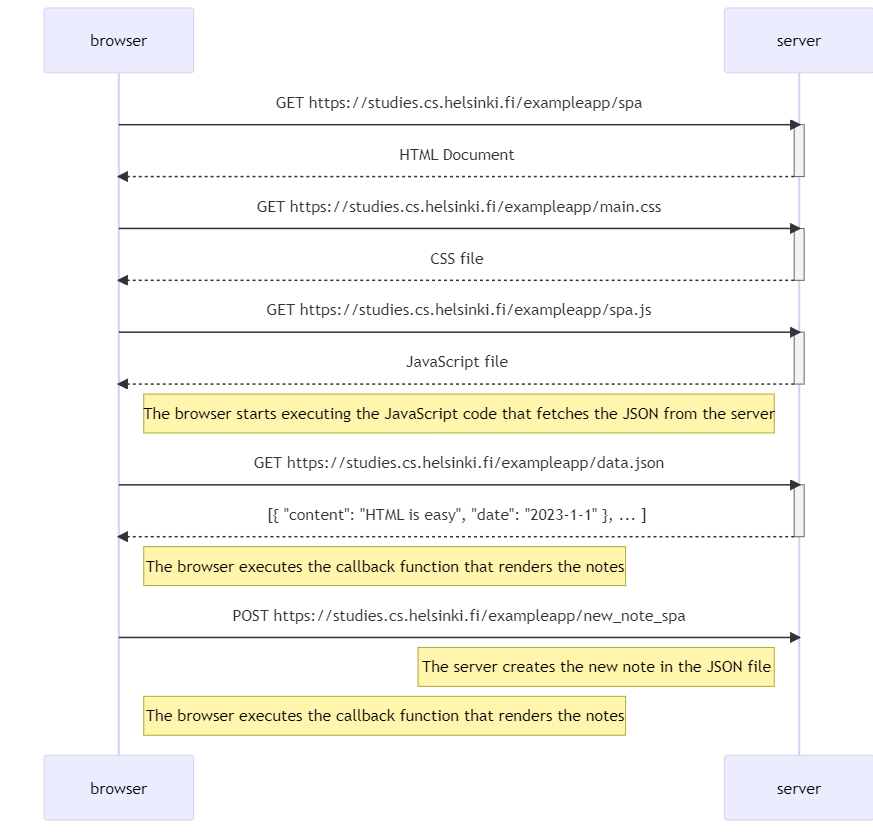 browser server
GET https://studies.cs.helsinki.fi/exampleapp/spa
HTML Document
GET https://studies.cs.helsinki.fi/exampleapp/main.css
CSS file
GET https://studies.cs.helsinki.fi/exampleapp/spa.js
JavaScript file
The browser starts executing the JavaScript code that fetches the JSON from the server
GET https://studies.cs.helsinki.fi/exampleapp/data.json
[{ "content": "HTML is easy", "date": "2023-1-1" }, ... ]
The browser executes the callback function that renders the notes
POST https://studies.cs.helsinki.fi/exampleapp/new_note_spa
The server creates the new note in the JSON file
The browser executes the callback function that renders the notes
browser server